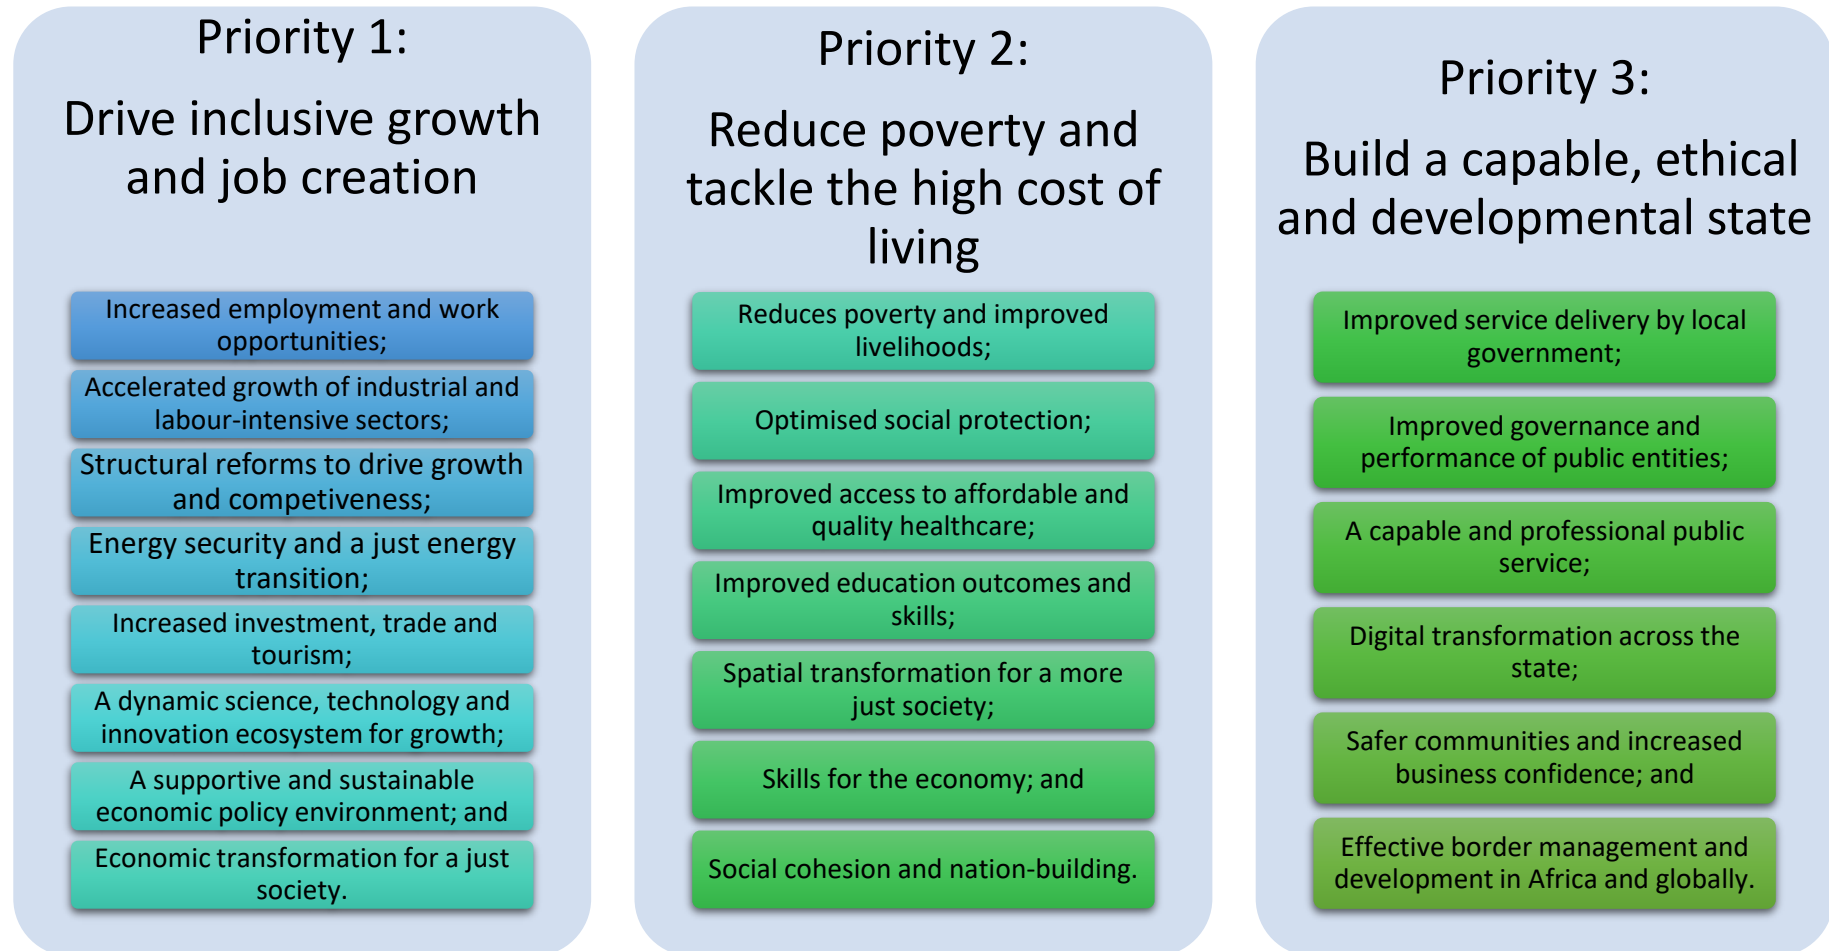 Priority 1:
Drive inclusive growth
and job creation
Increased employment and work
opportunities;
Accelerated growth of industrial and
labour-intensive sectors;
Structural reforms to drive growth
and competiveness;
Energy security and a just energy
transition;
Increased investment, trade and
tourism;
A dynamic science, technology and
innovation ecosystem for growth;
A supportive and sustainable
economic policy environment; and
Economic transformation for a just
society.
Priority 2:
Reduce poverty and
tackle the high cost of
living
Reduces poverty and improved
livelihoods;
Optimised social protection;
Improved access to affordable and
quality healthcare;
Improved education outcomes and
skills;
Spatial transformation for a more
just society;
Skills for the economy; and
Social cohesion and nation-building.
Priority 3:
Build a capable, ethical
and developmental state
Improved service delivery by local
government;
Improved governance and
performance of public entities;
A capable and professional public
service;
Digital transformation across the
state;
Safer communities and increased
business confidence; and
Effective border management and
development in Africa and globally.